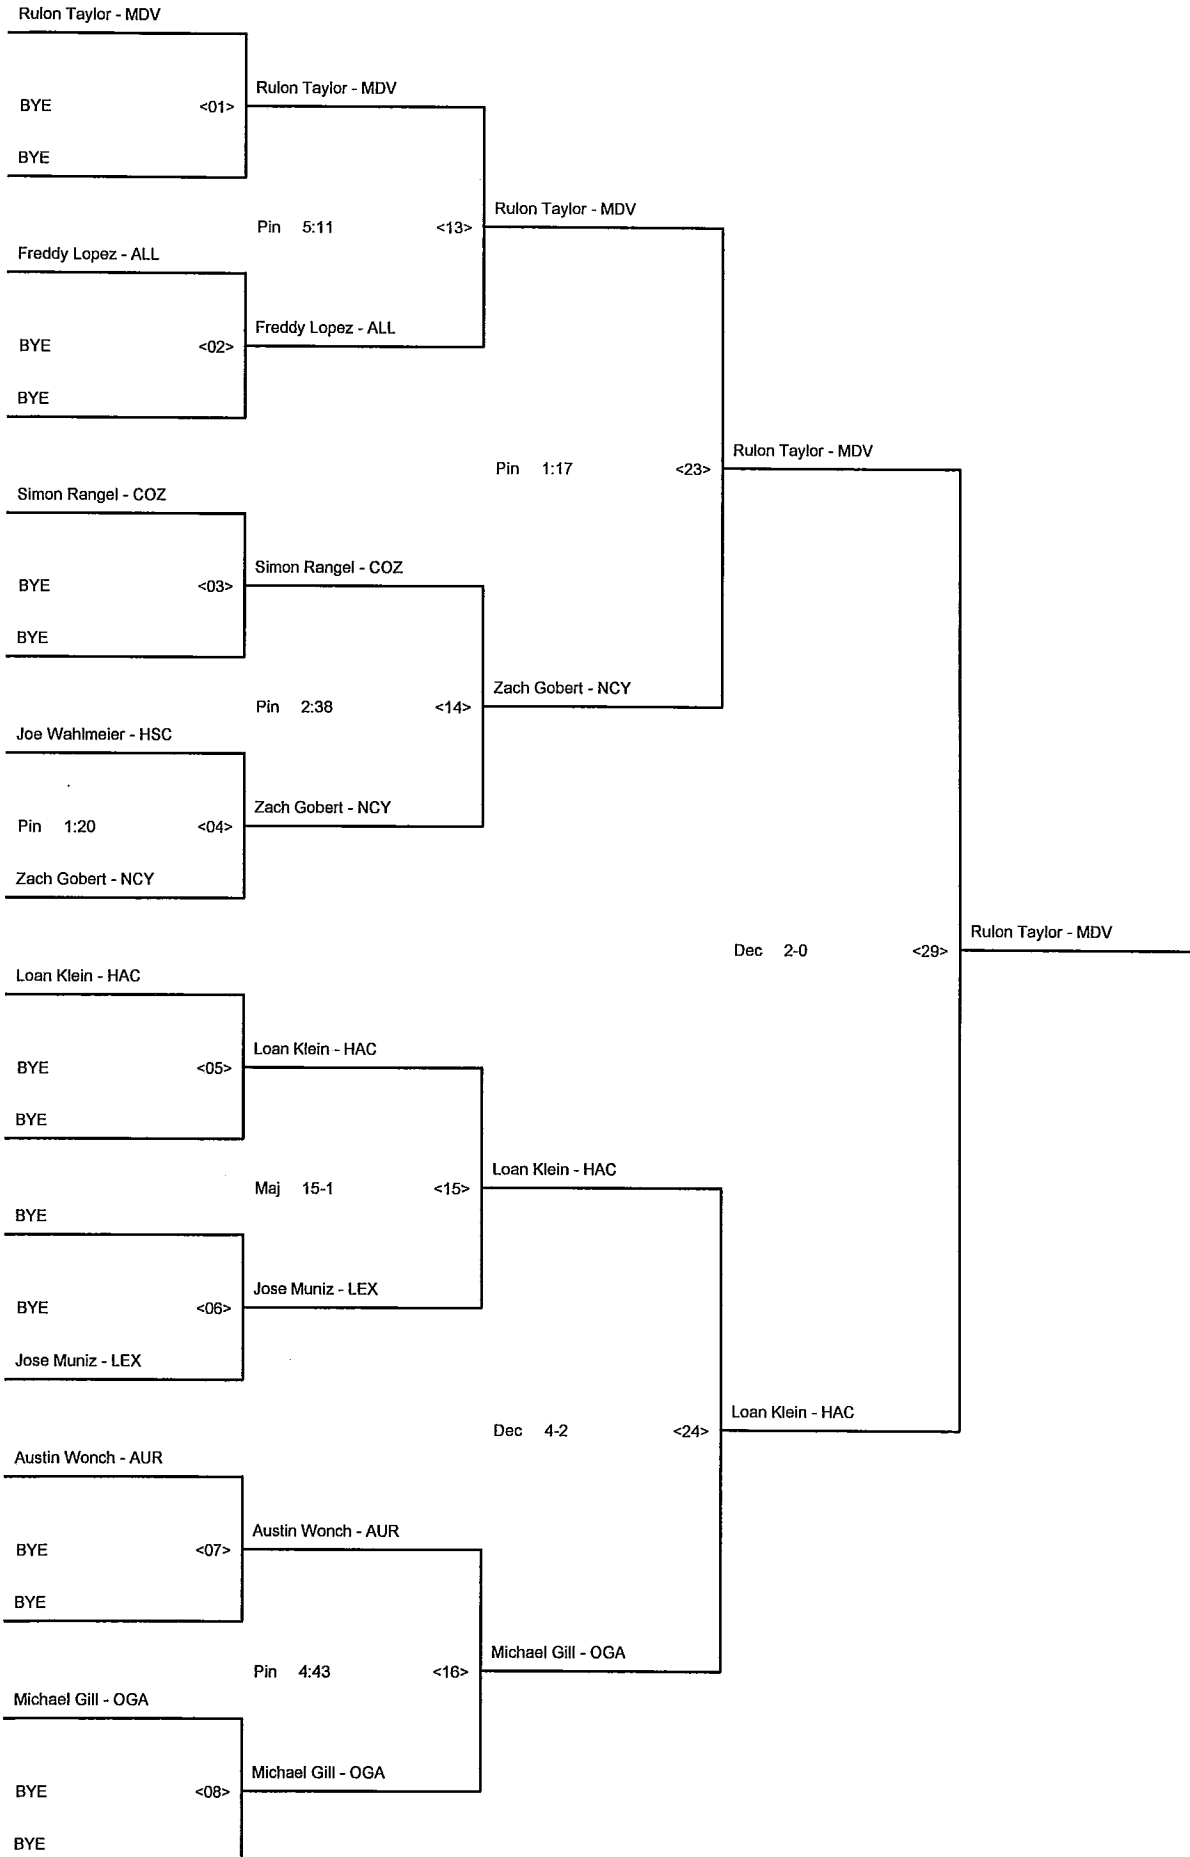 Rulon Taylor - MDV
BYE <01>
BYE
Rulon Taylor - MDV
Pin 5:11 <13>
Rulon Taylor - MDV
Freddy Lopez - ALL
Freddy Lopez - ALL
BYE <02>
BYE
Pin 1:17 <23>
Rulon Taylor - MDV
Simon Rangel - COZ
Simon Rangel - COZ
BYE <03>
BYE
Pin 2:38 <14>
Zach Gobert - NCY
Joe Wahlmeier - HSC
Zach Gobert - NCY
Pin 1:20 <04>
Zach Gobert - NCY
Dec 2-0 <29>
Rulon Taylor - MDV
Loan Klein - HAC
Loan Klein - HAC
BYE <05>
BYE
Maj 15-1 <15>
Loan Klein - HAC
BYE
Jose Muniz - LEX
BYE <06>
Jose Muniz - LEX
Dec 4-2 <24>
Loan Klein - HAC
Austin Wonch - AUR
Austin Wonch - AUR
BYE <07>
BYE
Pin 4:43 <16>
Michael Gill - OGA
Michael Gill - OGA
Michael Gill - OGA
BYE <08>
BYE